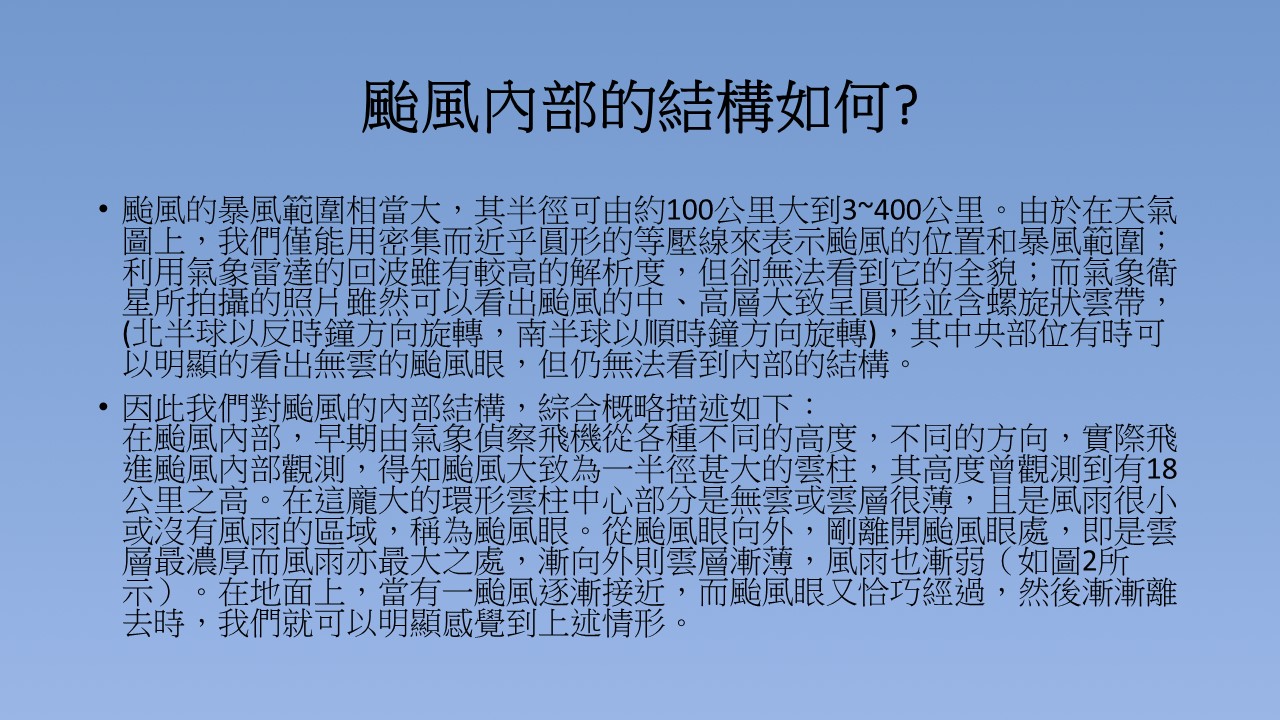 颱風內部的結構如何?
• 颱風的暴風範圍相當大，其半徑可由約100公里大到3~400公里。由於在天氣
圖上，我們僅能用密集而近乎圓形的等壓線來表示颱風的位置和暴風範圍；
利用氣象雷達的回波雖有較高的解析度，但卻無法看到它的全貌；而氣象衛
星所拍攝的照片雖然可以看出颱風的中、高層大致呈圓形並含螺旋狀雲帶，
(北半球以反時鐘方向旋轉，南半球以順時鐘方向旋轉)，其中央部位有時可
以明顯的看出無雲的颱風眼，但仍無法看到內部的結構。
• 因此我們對颱風的內部結構，綜合概略描述如下：
在颱風內部，早期由氣象偵察飛機從各種不同的高度，不同的方向，實際飛
進颱風內部觀測，得知颱風大致為一半徑甚大的雲柱，其高度曾觀測到有18
公里之高。在這龐大的環形雲柱中心部分是無雲或雲層很薄，且是風雨很小
或沒有風雨的區域，稱為颱風眼。從颱風眼向外，剛離開颱風眼處，即是雲
層最濃厚而風雨亦最大之處，漸向外則雲層漸薄，風雨也漸弱（如圖2所
示）。在地面上，當有一颱風逐漸接近，而颱風眼又恰巧經過，然後漸漸離
去時，我們就可以明顯感覺到上述情形。